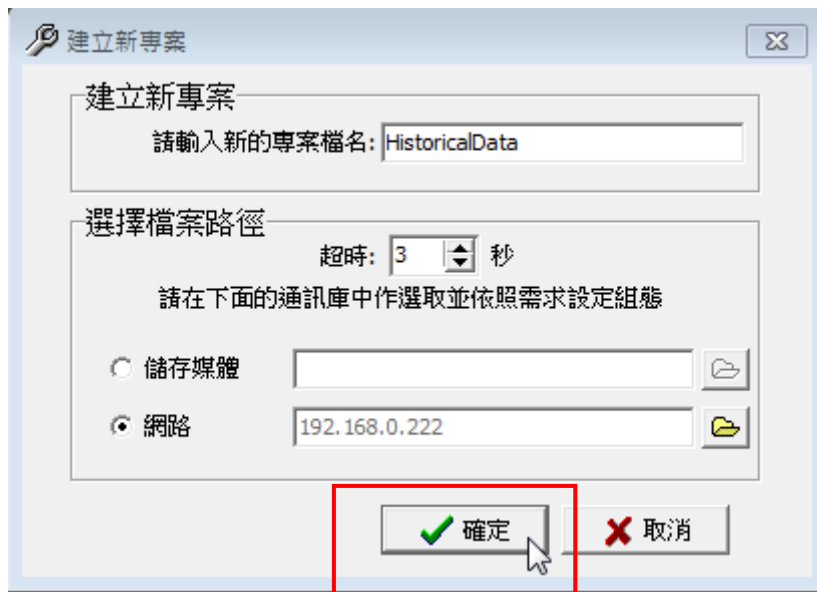 建立新專案
建立新專案
請輸入新的專案檔名: HistoricalData
選擇檔案路徑
超時: 3 秒
請在下面的通訊庫中作選取並依照需求設定組態
儲存媒體
網路 192.168.0.222
確定 取消